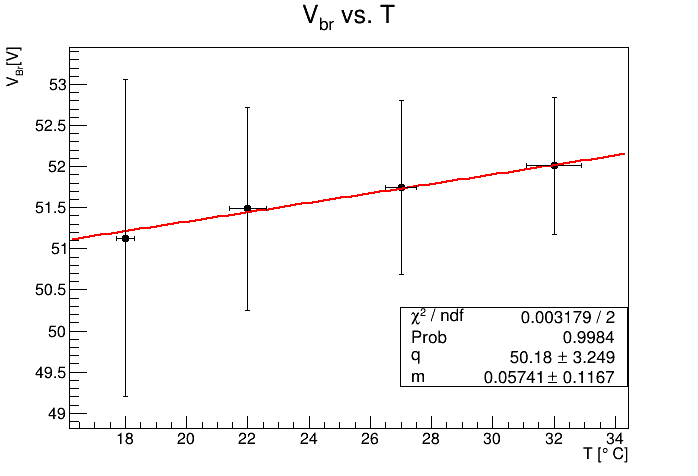 V_br vs. T
V_Br[V]
53
52.5
52
51.5
51
50.5
50
49.5
49
χ² / ndf 0.003179 / 2
Prob 0.9984
q 50.18 ± 3.249
m 0.05741 ± 0.1167
18 20 22 24 26 28 30 32 34
T [° C]